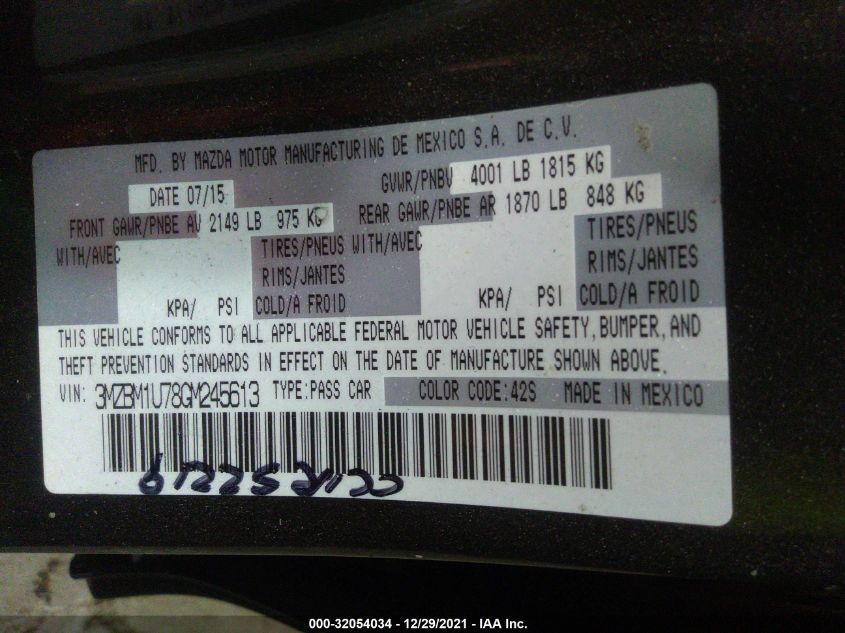 MFD. BY MAZDA MOTOR MANUFACTURING DE MEXICO S.A. DE C.V.
DATE 07/15 GVWR/PNBV 4001 LB 1815 KG
FRONT GAWR/PNBE AV 2149 LB 975 KG REAR GAWR/PNBE AR 1870 LB 848 KG
WITH/AVEC TIRES/PNEUS WITH/AVEC TIRES/PNEUS
RIMS/JANTES RIMS/JANTES
KPA/ PSI COLD/A FROID KPA/ PSI COLD/A FROID
THIS VEHICLE CONFORMS TO ALL APPLICABLE FEDERAL MOTOR VEHICLE SAFETY, BUMPER, AND
THEFT PREVENTION STANDARDS IN EFFECT ON THE DATE OF MANUFACTURE SHOWN ABOVE.
VIN: 3MZBM1U78GM245613 TYPE:PASS CAR COLOR CODE:42S MADE IN MEXICO
000-32054034 - 12/29/2021 - IAA Inc.